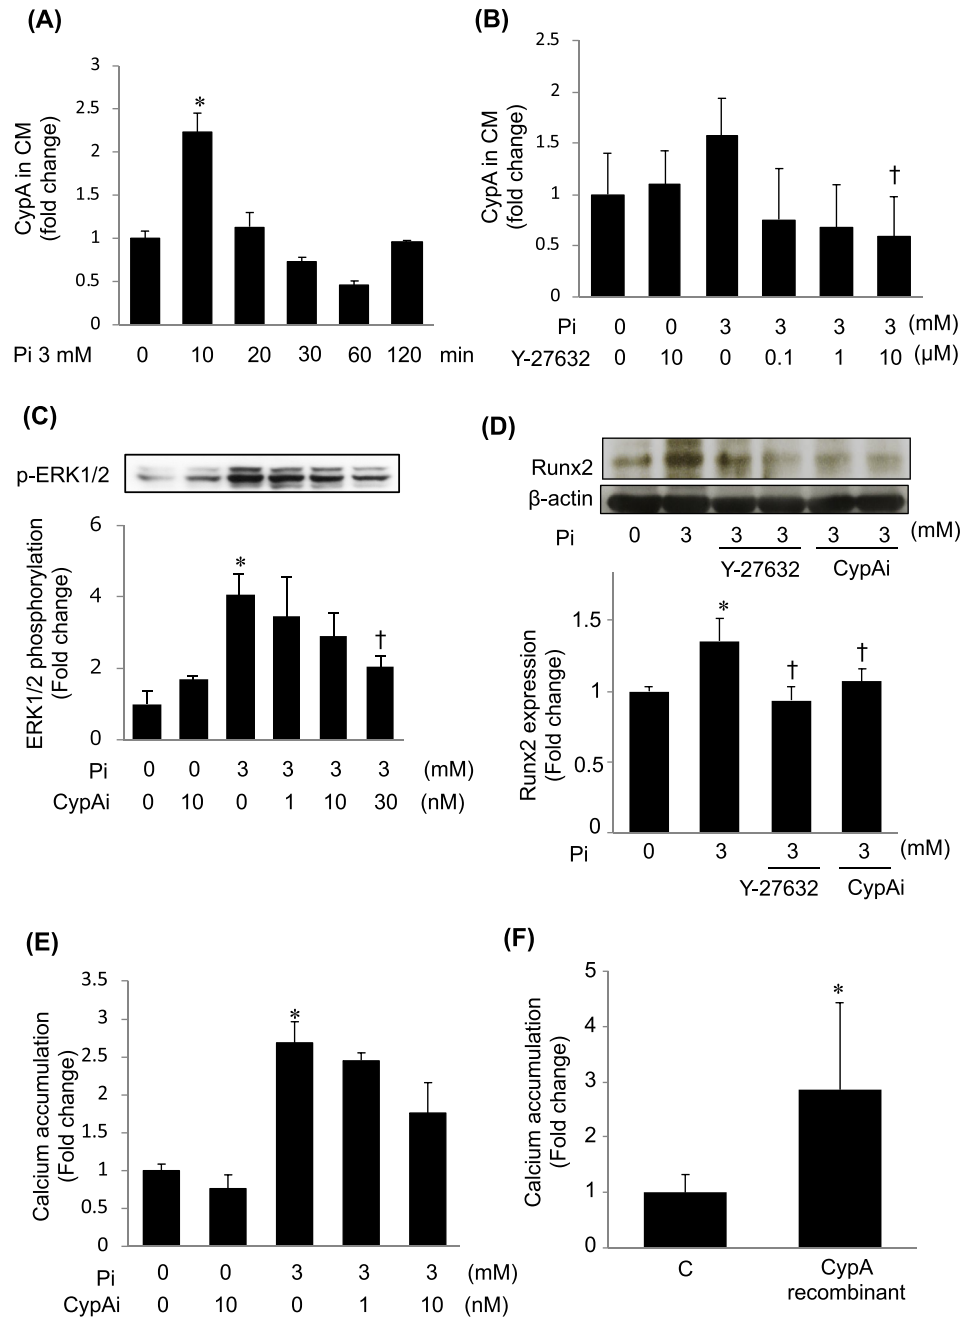 (A)
3
2.5
2
1.5
1
0.5
0
CypA in CM
(fold change)
*
Pi 3 mM 0 10 20 30 60 120 min
(B)
2.5
2
1.5
1
0.5
0
CypA in CM
(fold change)
†
Pi 0 0 3 3 3 3 (mM)
Y-27632 0 10 0 0.1 1 10 (µM)
(C)
p-ERK1/2
6
4
2
0
ERK1/2 phosphorylation
(Fold change)
*
†
Pi 0 0 3 3 3 3 (mM)
CypAi 0 10 0 1 10 30 (nM)
(D)
Runx2
β-actin
Pi 0 3 3 3 3 3 (mM)
Y-27632 CypAi
1.5
1
0.5
0
Runx2 expression
(Fold change)
*
†
†
Pi 0 3 3 3 (mM)
Y-27632 CypAi
(E)
3.5
3
2.5
2
1.5
1
0.5
0
Calcium accumulation
(Fold change)
*
Pi 0 0 3 3 3 (mM)
CypAi 0 10 0 1 10 (nM)
(F)
5
4
3
2
1
0
Calcium accumulation
(Fold change)
*
C CypA
recombinant